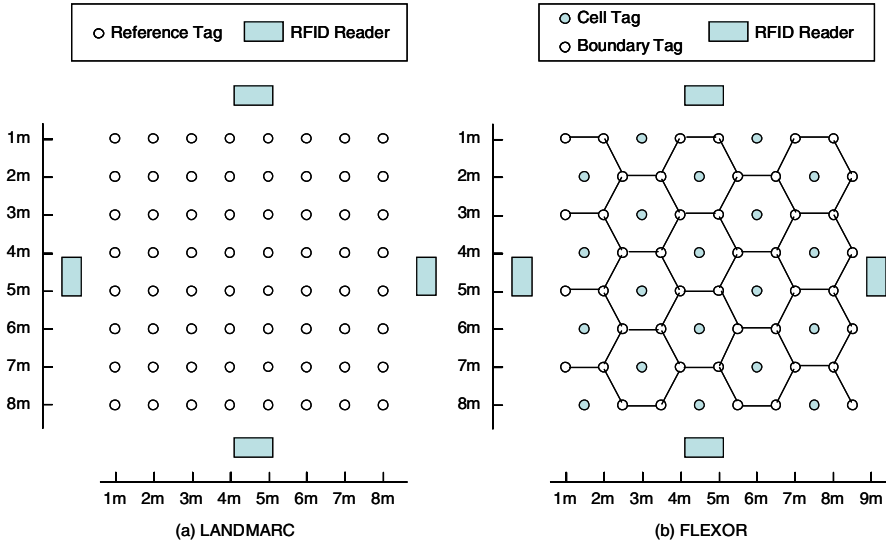 Reference Tag RFID Reader
Cell Tag
Boundary Tag RFID Reader
1m
2m
3m
4m
5m
6m
7m
8m
1m 2m 3m 4m 5m 6m 7m 8m
(a) LANDMARC
1m
2m
3m
4m
5m
6m
7m
8m
1m 2m 3m 4m 5m 6m 7m 8m 9m
(b) FLEXOR